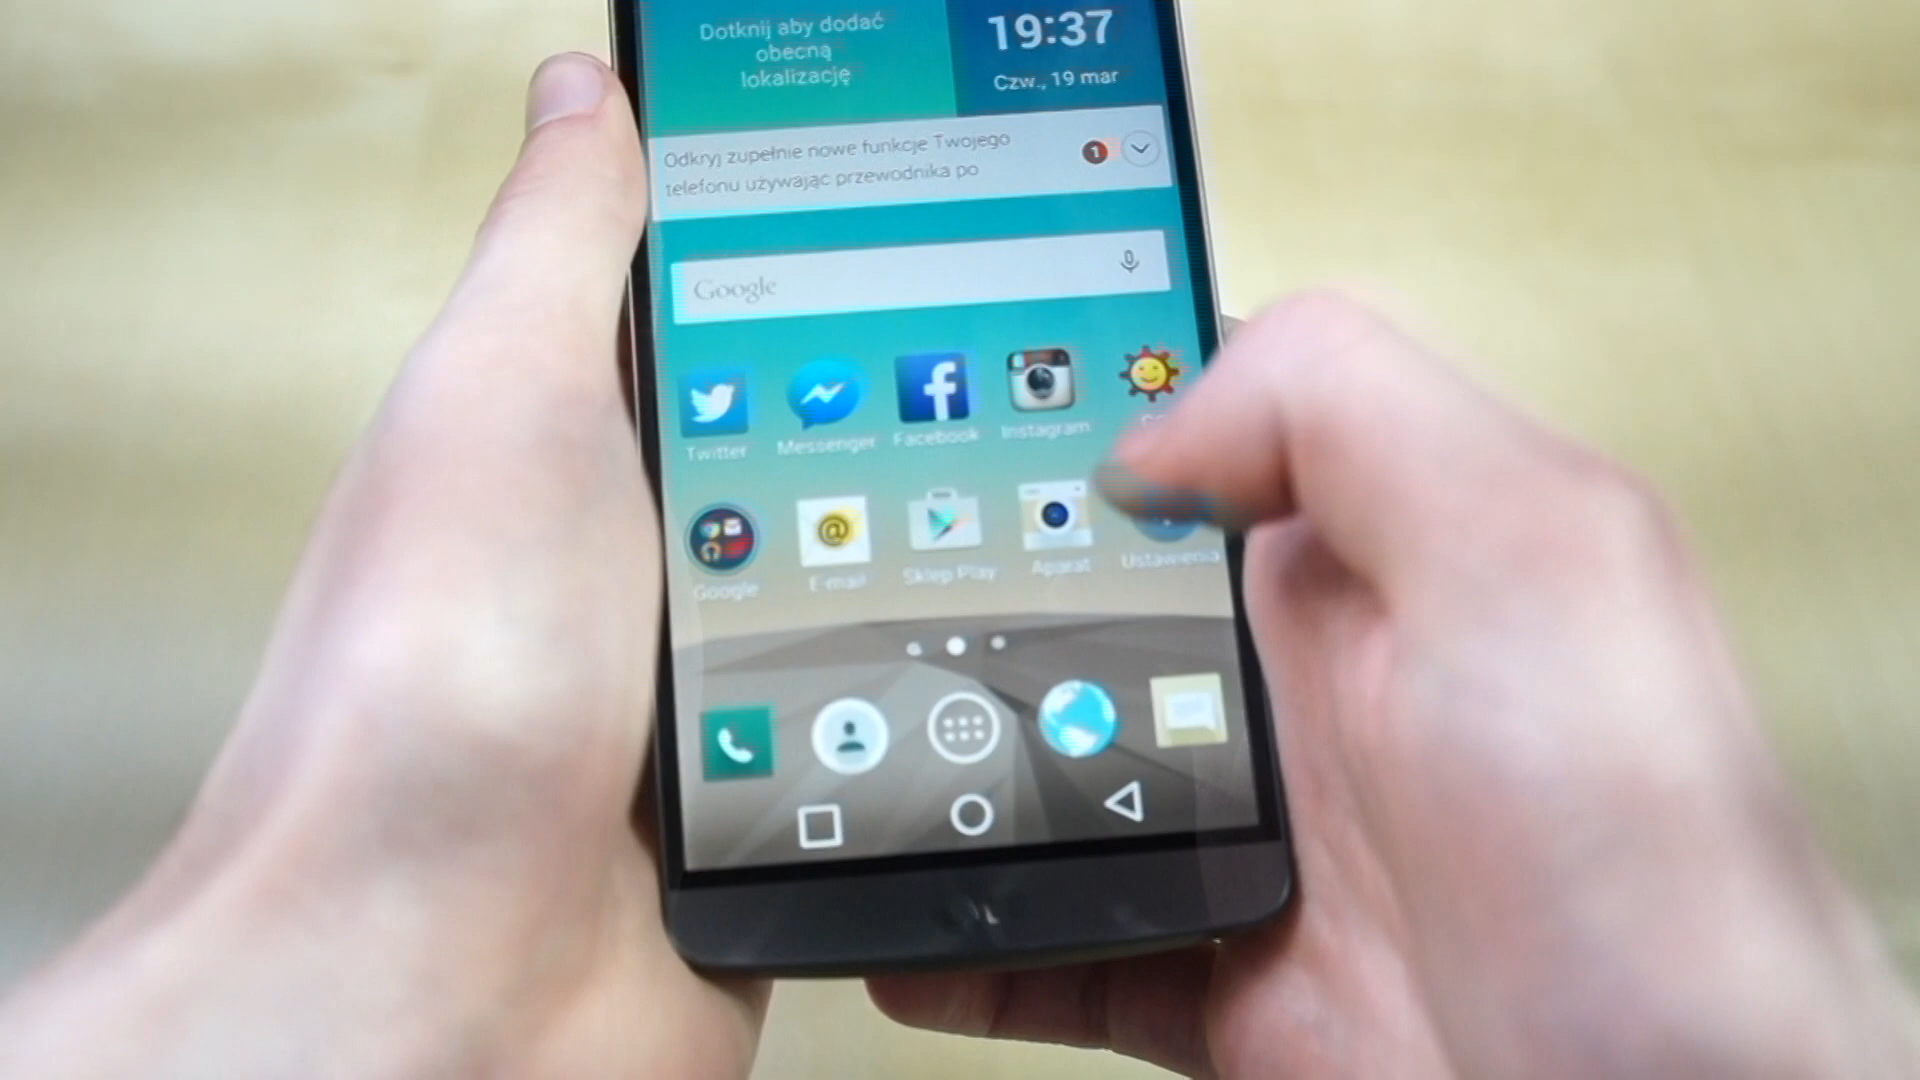 Dotknij aby dodać
obecną
lokalizację
19:37
Czw., 19 mar
Odkryj zupełnie nowe funkcje Twojego
telefonu używając przewodnika po
1
Google
Twitter
Messenger
Facebook
Instagram
Google
E-mail
Sklep Play
Aparat
Ustawienia